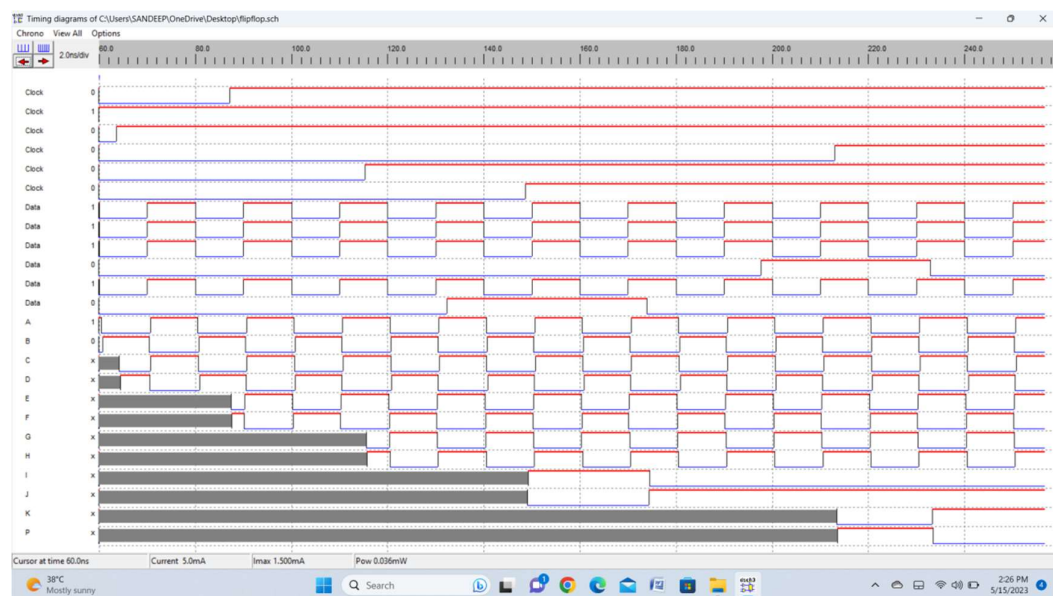 Timing diagrams of C:\Users\SANDEEP\OneDrive\Desktop\flipflop.sch
Chrono View All Options
2.0ns/div 60.0 80.0 100.0 120.0 140.0 160.0 180.0 200.0 220.0 240.0
Clock 0
Clock 1
Clock 0
Clock 0
Clock 0
Clock 0
Data 1
Data 1
Data 1
Data 0
Data 1
Data 0
A 1
B 0
C x
D x
E x
F x
G x
H x
I x
J x
K x
P x
Cursor at time 60.0ns Current 5.0mA Imax 1.500mA Pow 0.036mW
38°C
Mostly sunny
Search
2:26 PM
5/15/2023